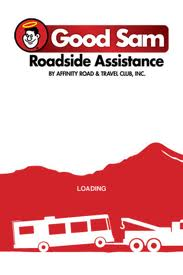 Good Sam
Roadside Assistance
BY AFFINITY ROAD & TRAVEL CLUB, INC.
LOADING